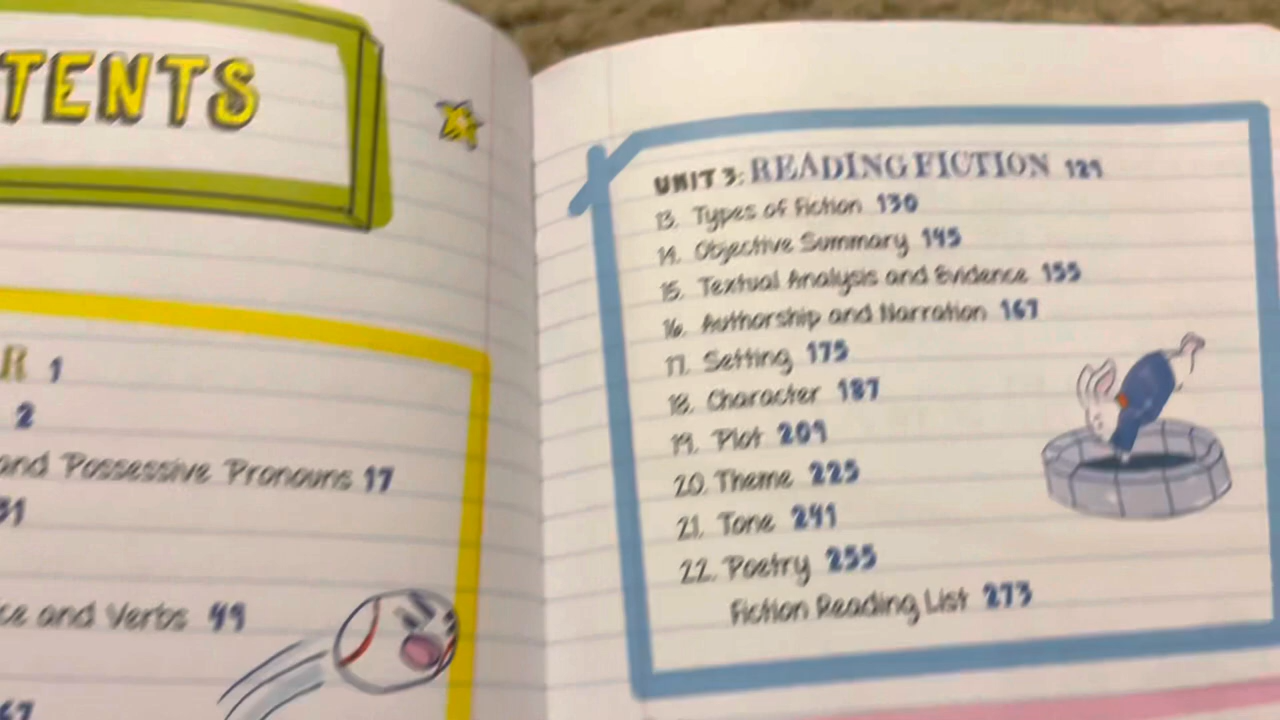 TENTS
R 1
2
and Possessive Pronouns 17
31
ce and Verbs 49
67
UNIT 3: READING FICTION 129
13. Types of Fiction 130
14. Objective Summary 145
15. Textual Analysis and Evidence 155
16. Authorship and Narration 167
17. Setting 175
18. Character 187
19. Plot 209
20. Theme 225
21. Tone 241
22. Poetry 255
Fiction Reading List 273